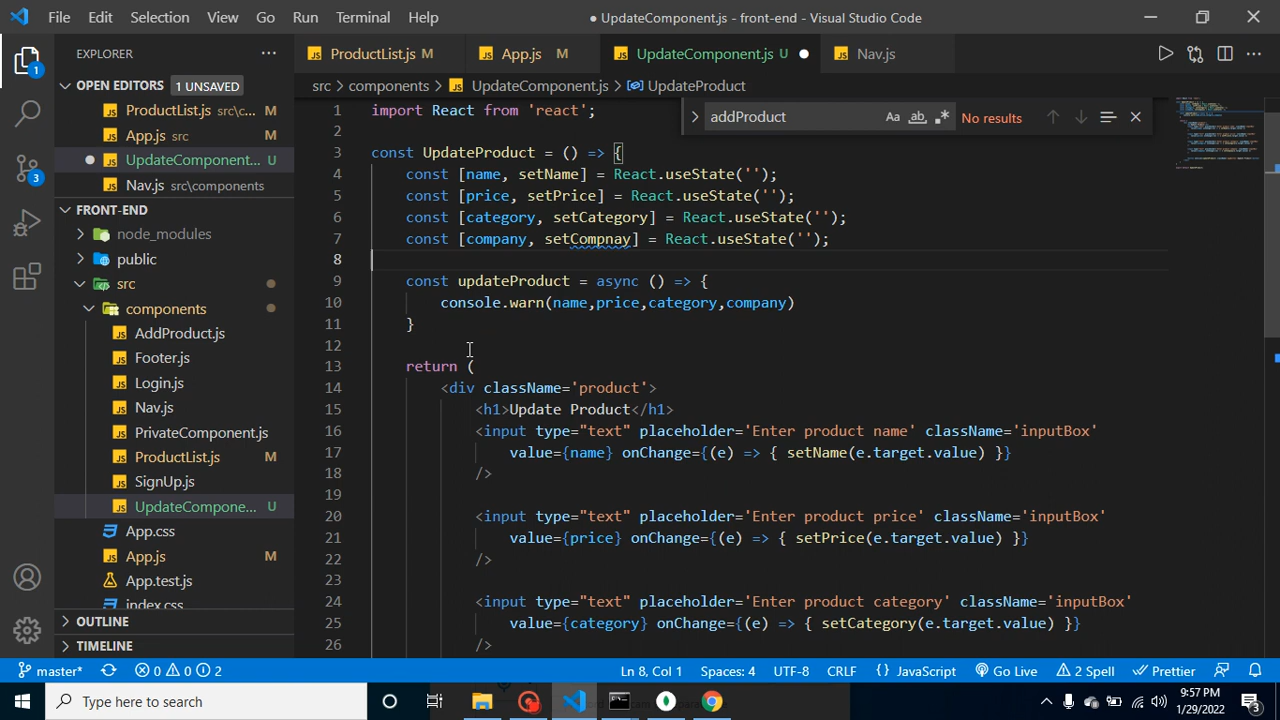 File Edit Selection View Go Run Terminal Help
● UpdateComponent.js - front-end - Visual Studio Code
EXPLORER
ProductList.js M
App.js M
UpdateComponent.js U
Nav.js
OPEN EDITORS 1 UNSAVED
src > components > UpdateComponent.js > UpdateProduct
ProductList.js src\c... M
App.js src M
UpdateComponent... U
Nav.js src\components
FRONT-END
node_modules
public
src
components
AddProduct.js
Footer.js
Login.js
Nav.js
PrivateComponent.js
ProductList.js M
SignUp.js
UpdateCompone... U
App.css
App.js M
App.test.js
index.css
OUTLINE
TIMELINE
1
3
addProduct Aa ab No results
1 import React from 'react';
2
3 const UpdateProduct = () => {
4 const [name, setName] = React.useState('');
5 const [price, setPrice] = React.useState('');
6 const [category, setCategory] = React.useState('');
7 const [company, setCompnay] = React.useState('');
8
9 const updateProduct = async () => {
10 console.warn(name,price,category,company)
11 }
12
13 return (
14 <div className='product'>
15 <h1>Update Product</h1>
16 <input type="text" placeholder='Enter product name' className='inputBox'
17 value={name} onChange={(e) => { setName(e.target.value) }}
18 />
19
20 <input type="text" placeholder='Enter product price' className='inputBox'
21 value={price} onChange={(e) => { setPrice(e.target.value) }}
22 />
23
24 <input type="text" placeholder='Enter product category' className='inputBox'
25 value={category} onChange={(e) => { setCategory(e.target.value) }}
26 />
master* 0 0 2 Ln 8, Col 1 Spaces: 4 UTF-8 CRLF {} JavaScript Go Live 2 Spell Prettier
Type here to search
9:57 PM
1/29/2022
3